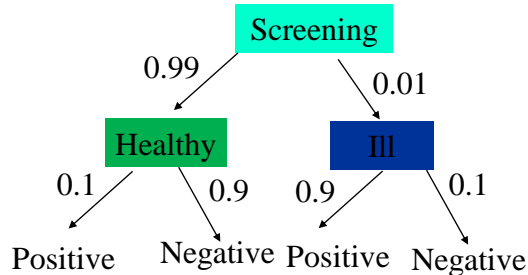 Screening
0.99
0.01
Healthy
Ill
0.1
0.9
0.9
0.1
Positive
Negative
Positive
Negative